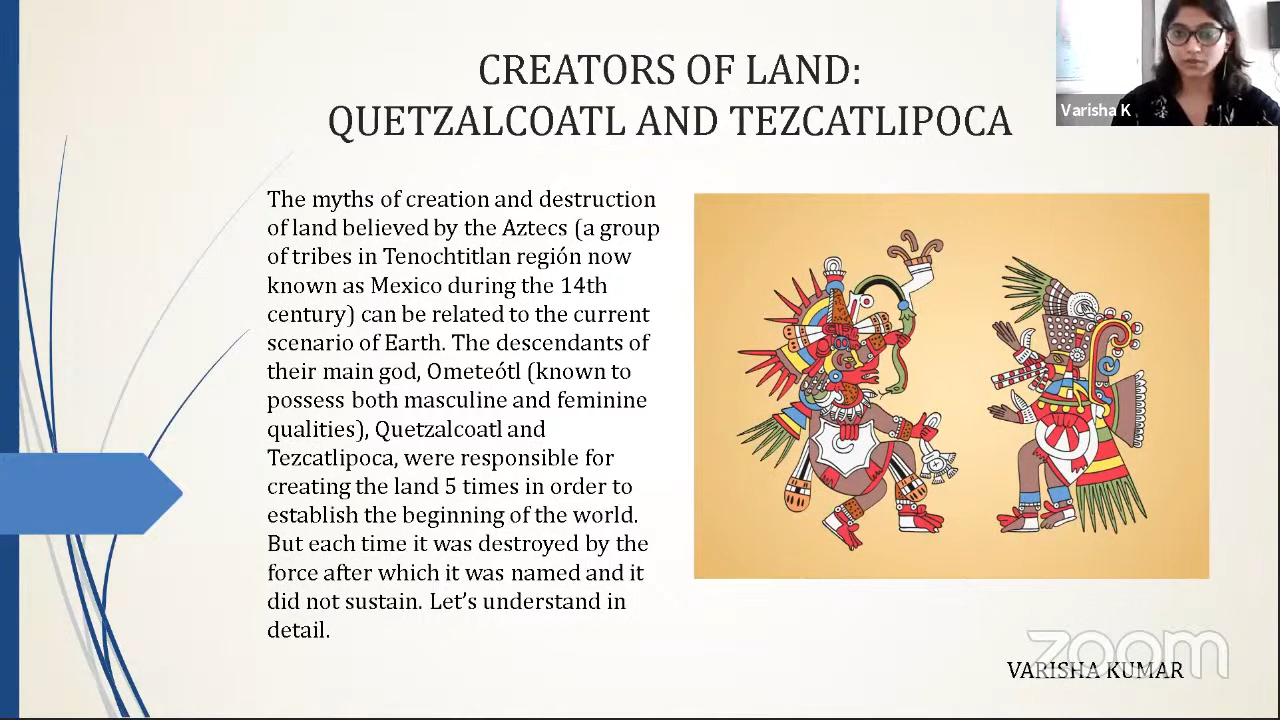 CREATORS OF LAND:
QUETZALCOATL AND TEZCATLIPOCA
Varisha K
The myths of creation and destruction
of land believed by the Aztecs (a group
of tribes in Tenochtitlan región now
known as Mexico during the 14th
century) can be related to the current
scenario of Earth. The descendants of
their main god, Ometeótl (known to
possess both masculine and feminine
qualities), Quetzalcoatl and
Tezcatlipoca, were responsible for
creating the land 5 times in order to
establish the beginning of the world.
But each time it was destroyed by the
force after which it was named and it
did not sustain. Let’s understand in
detail.
zoom
VARISHA KUMAR